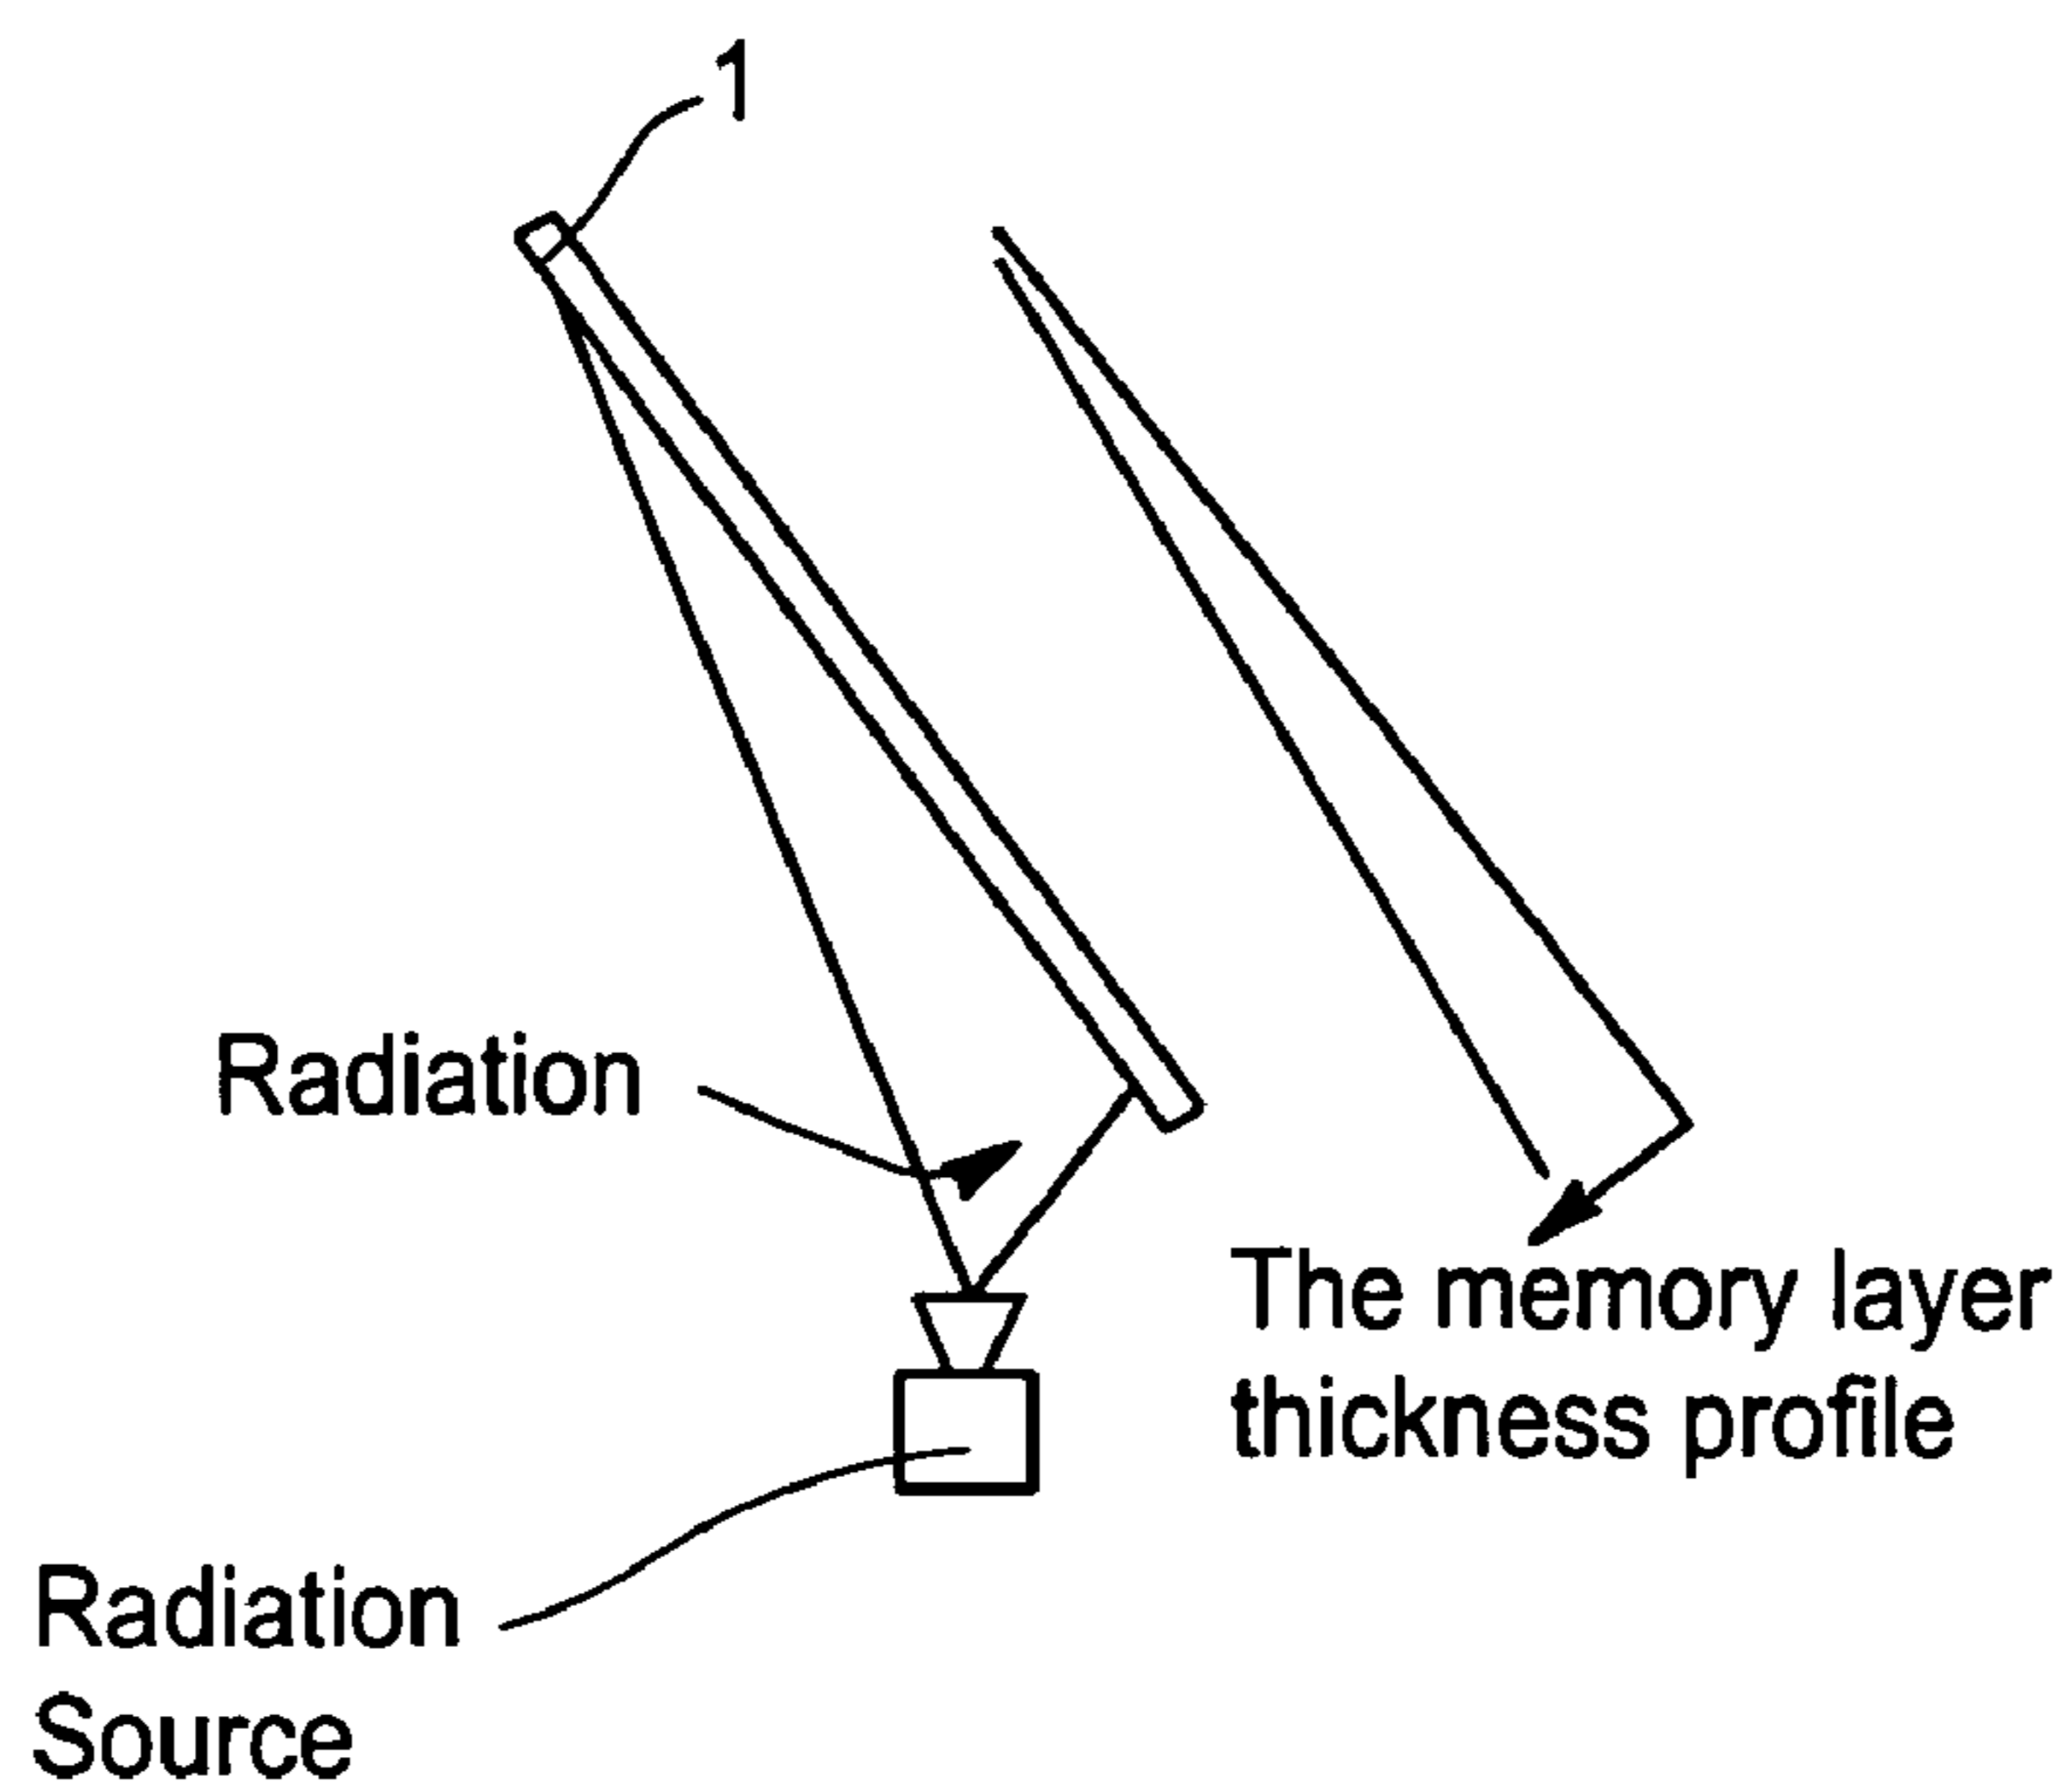 1
Radiation
The memory layer
thickness profile
Radiation
Source